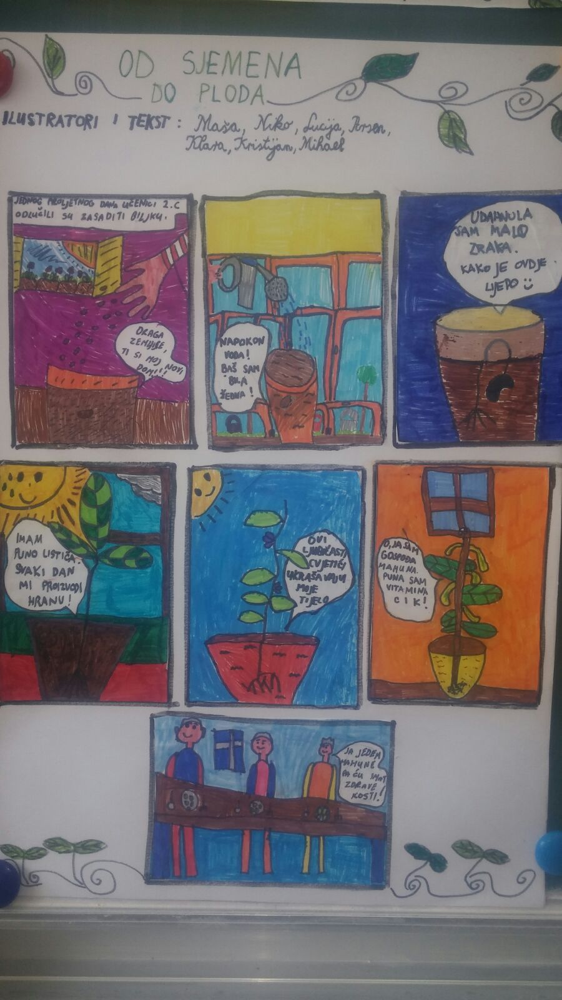 OD SJEMENA
DO PLODA
ILUSTRATORI I TEKST: Maša, Niko, Lucija, Arsen,
Klara, Kristijan, Mihael
JEDNOG PROLJETNOG DANA UČENICI 2.C
ODLUČILI SU ZASADITI BILJKU.
DRAGA
ZEMLJICE,
TI SI MOJ NOVI
DOM!!!
NAPOKON
VODA!
BAŠ SAM
BILA
ŽEDNA!
UDAHNULA
SAM MALO
ZRAKA.
KAKO JE OVDJE
LIJEPO
IMAM
PUNO LISTIĆA.
SVAKI DAN
MI PROIZVODI
HRANU!
OVI
LJUBIČASTI
CVJETIĆI
UKRAŠAVAJU
MOJE
TIJELO
O, JA SAM
GOSPOĐA
MAHUNA.
PUNA SAM
VITAMINA
C I K!
JA JEDEM
MAHUNE
PA ĆU IMAT
ZDRAVE
KOSTI!